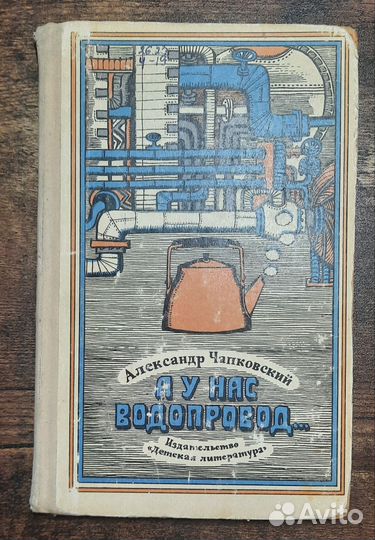 Александр Чапковский
А У НАС
ВОДОПРОВОД...
Издательство
«Детская литература»
Avito